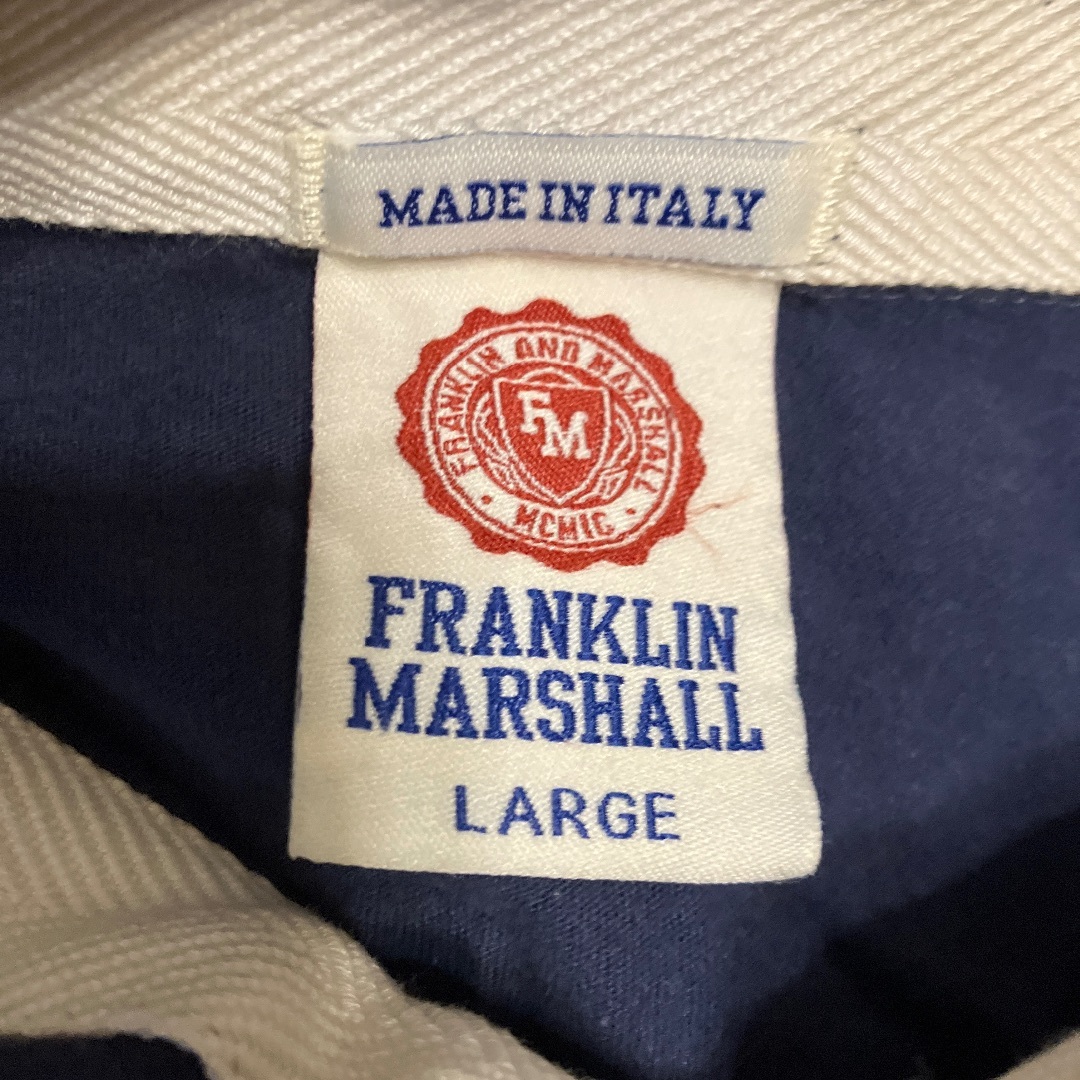 MADE IN ITALY
· FRANKLIN AND MARSHALL ·
FM
MCMIC
FRANKLIN
MARSHALL
LARGE